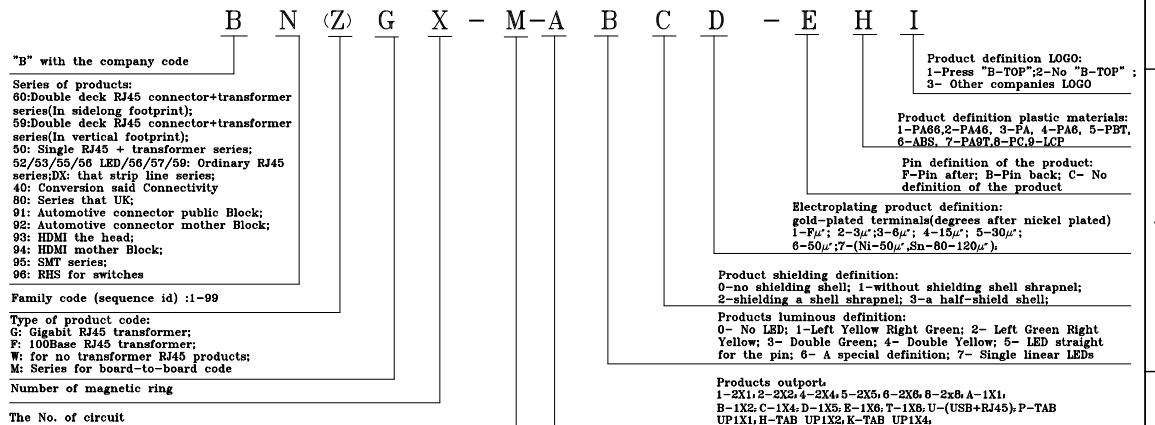 B N (Z) G X - M-A B C D - E H I
"B" with the company code
Series of products:
60:Double deck RJ45 connector+transformer
series(In sidelong footprint);
59:Double deck RJ45 connector+transformer
series(In vertical footprint);
50: Single RJ45 + transformer series;
52/53/55/56 LED/56/57/59: Ordinary RJ45
series;DX: that strip line series;
40: Conversion said Connectivity
80: Series that UK;
91: Automotive connector public Block;
92: Automotive connector mother Block;
93: HDMI the head;
94: HDMI mother Block;
95: SMT series;
96: RHS for switches
Family code (sequence id) :1-99
Type of product code:
G: Gigabit RJ45 transformer;
F: 100Base RJ45 transformer;
W: for no transformer RJ45 products;
M: Series for board-to-board code
Number of magnetic ring
The No. of circuit
Product definition LOGO:
1-Press "B-TOP";2-No "B-TOP" ;
3- Other companies LOGO
Product definition plastic materials:
1-PA66,2-PA46, 3-PA, 4-PA6, 5-PBT,
6-ABS, 7-PA9T,8-PC,9-LCP
Pin definition of the product:
F-Pin after; B-Pin back; C- No
definition of the product
Electroplating product definition:
gold-plated terminals(degrees after nickel plated)
1-Fμ"; 2-3μ";3-6μ"; 4-15μ"; 5-30μ";
6-50μ";7-(Ni-50μ",Sn-80-120μ");
Product shielding definition:
0-no shielding shell; 1-without shielding shell shrapnel;
2-shielding a shell shrapnel; 3-a half-shield shell;
Products luminous definition:
0- No LED; 1-Left Yellow Right Green; 2- Left Green Right
Yellow; 3- Double Green; 4- Double Yellow; 5- LED straight
for the pin; 6- A special definition; 7- Single linear LEDs
Products outport:
1-2X1; 2-2X2; 4-2X4; 5-2X5; 6-2X6; 8-2x8; A-1X1;
B-1X2; C-1X4; D-1X5; E-1X6; T-1X8; U-(USB+RJ45); P-TAB
UP1X1; H-TAB UP1X2; K-TAB UP1X4;